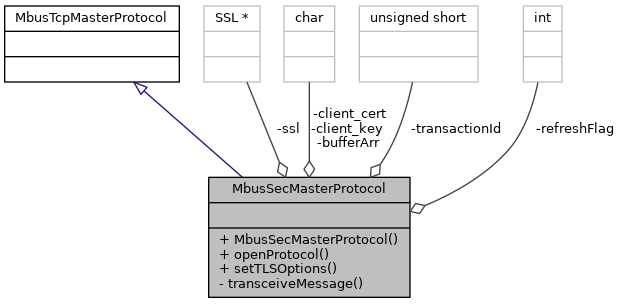 MbusTcpMasterProtocol
SSL *
char
unsigned short
int
-ssl
-client_cert
-client_key
-bufferArr
-transactionId
-refreshFlag
MbusSecMasterProtocol
+ MbusSecMasterProtocol()
+ openProtocol()
+ setTLSOptions()
- transceiveMessage()